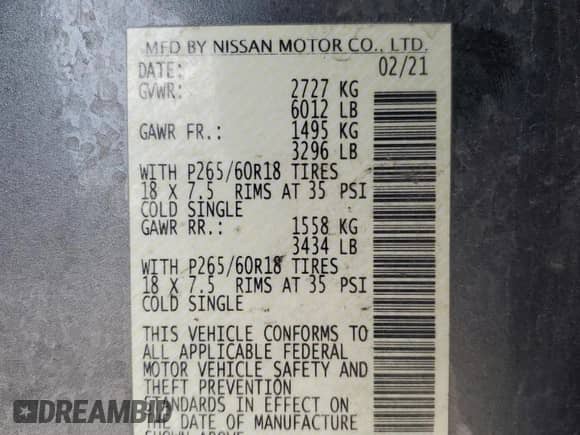 MFD BY NISSAN MOTOR CO., LTD.
DATE: 02/21
GVWR: 2727 KG
6012 LB
GAWR FR.: 1495 KG
3296 LB
WITH P265/60R18 TIRES
18 X 7.5 RIMS AT 35 PSI
COLD SINGLE
GAWR RR.: 1558 KG
3434 LB
WITH P265/60R18 TIRES
18 X 7.5 RIMS AT 35 PSI
COLD SINGLE
THIS VEHICLE CONFORMS TO
ALL APPLICABLE FEDERAL
MOTOR VEHICLE SAFETY AND
THEFT PREVENTION
STANDARDS IN EFFECT ON
THE DATE OF MANUFACTURE
SHOWN ABOVE
DREAMBID